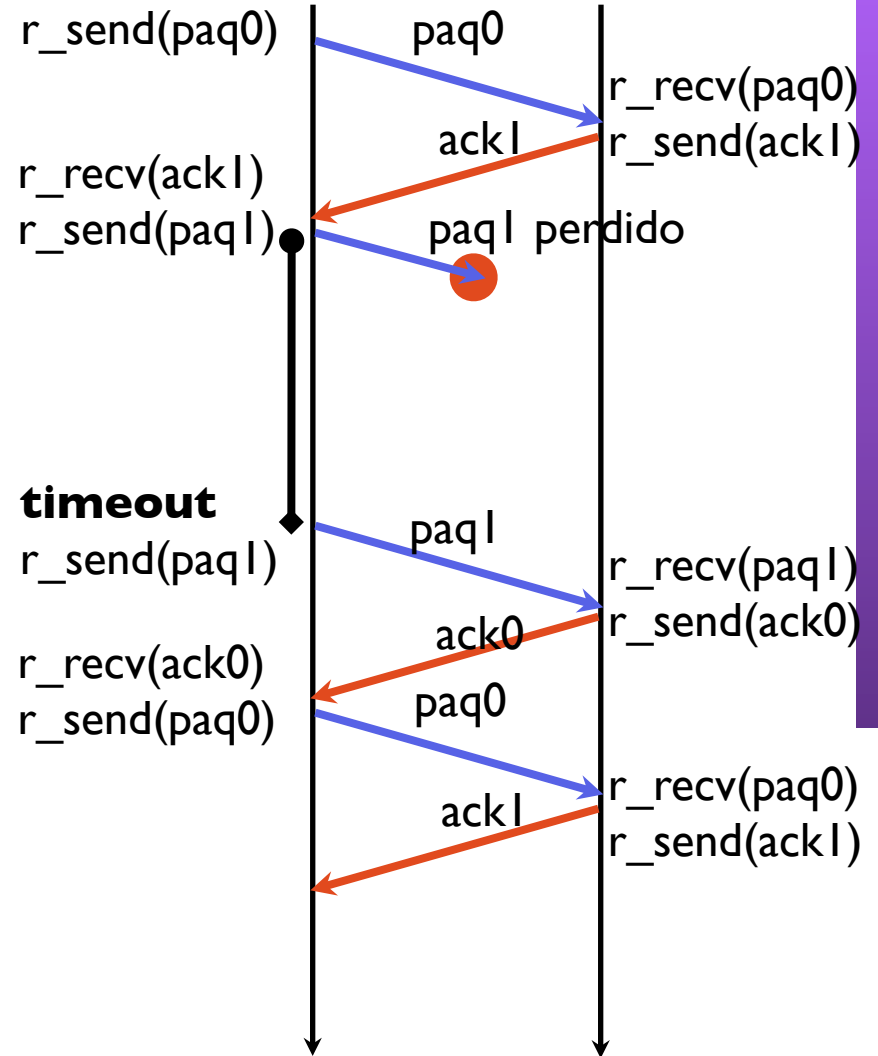 r_send(paq0)
paq0
r_recv(paq0)
ack1
r_send(ack1)
r_recv(ack1)
r_send(paq1)
paq1 perdido
timeout
paq1
r_send(paq1)
r_recv(paq1)
ack0
r_send(ack0)
r_recv(ack0)
paq0
r_send(paq0)
r_recv(paq0)
ack1
r_send(ack1)